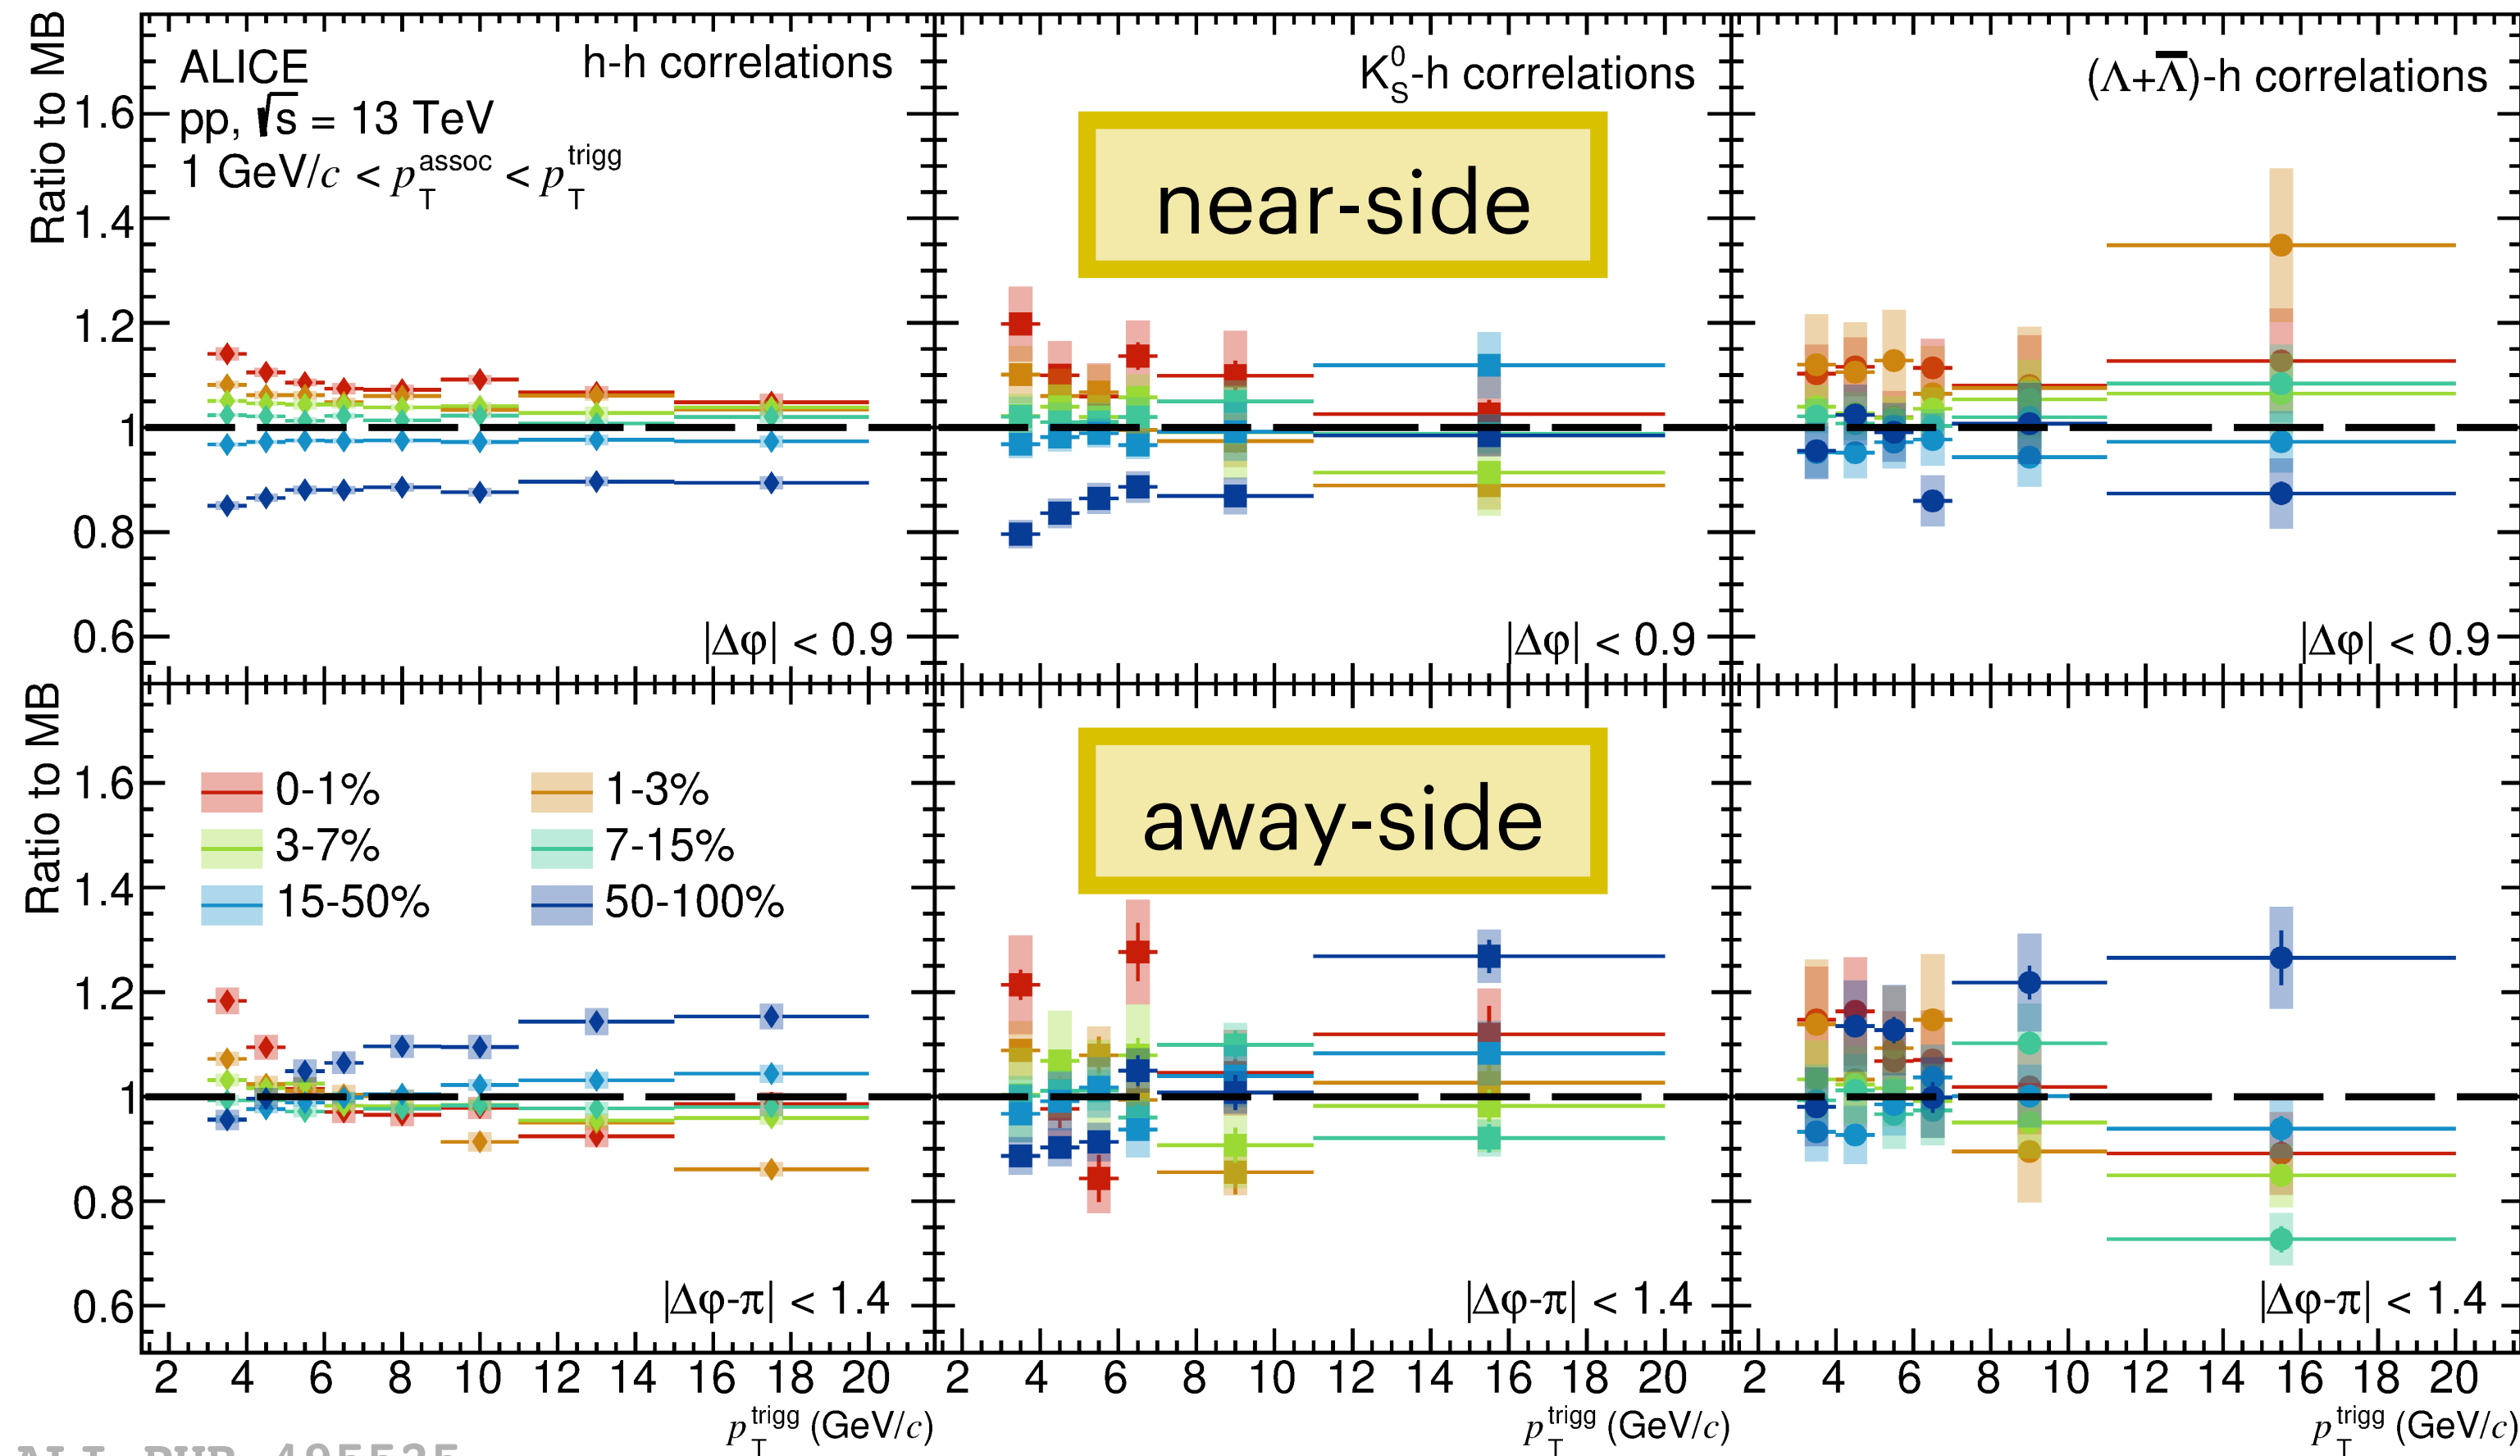 Ratio to MB
ALICE
pp, √s = 13 TeV
1 GeV/c < p_T^assoc < p_T^trigg
h-h correlations
K_S^0-h correlations
(Λ+Λ̅)-h correlations
near-side
1.6
1.4
1.2
1
0.8
0.6
|Δφ| < 0.9
|Δφ| < 0.9
|Δφ| < 0.9
Ratio to MB
away-side
0-1%
1-3%
3-7%
7-15%
15-50%
50-100%
1.6
1.4
1.2
1
0.8
0.6
|Δφ-π| < 1.4
|Δφ-π| < 1.4
|Δφ-π| < 1.4
2 4 6 8 10 12 14 16 18 20
2 4 6 8 10 12 14 16 18 20
2 4 6 8 10 12 14 16 18 20
p_T^trigg (GeV/c)
p_T^trigg (GeV/c)
p_T^trigg (GeV/c)